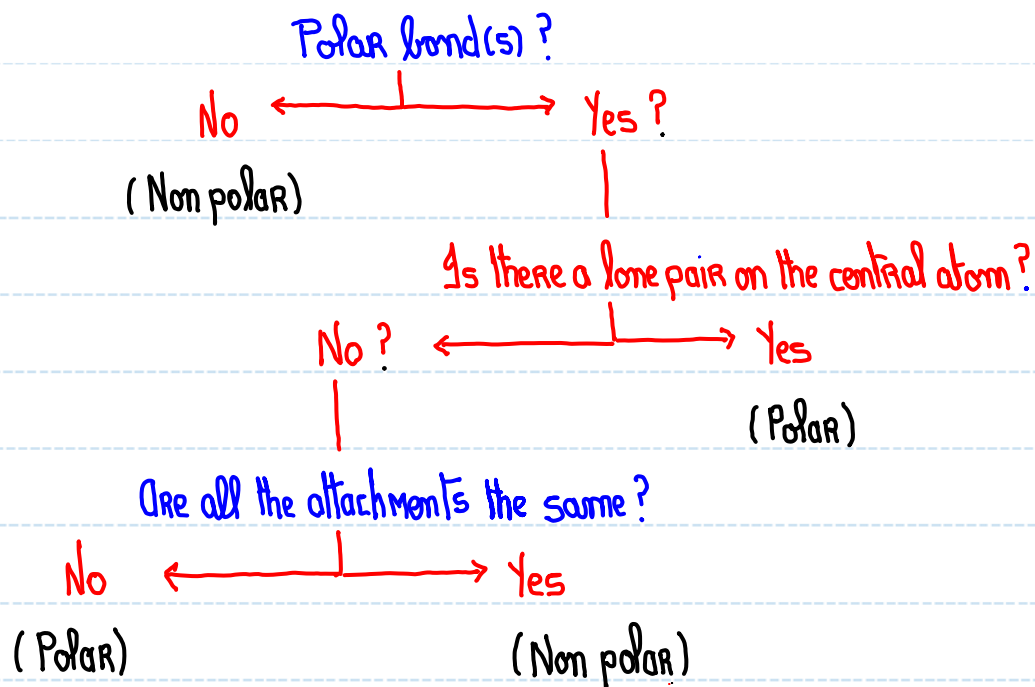 Polar bond(s) ?
No Yes ?
(Non polar)
Is there a lone pair on the central atom ?
No ? Yes
(Polar)
Are all the attachments the same ?
No Yes
(Polar) (Non polar)